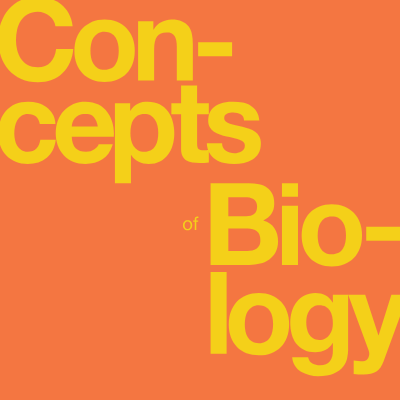 Con-
cepts
of Bio-
logy